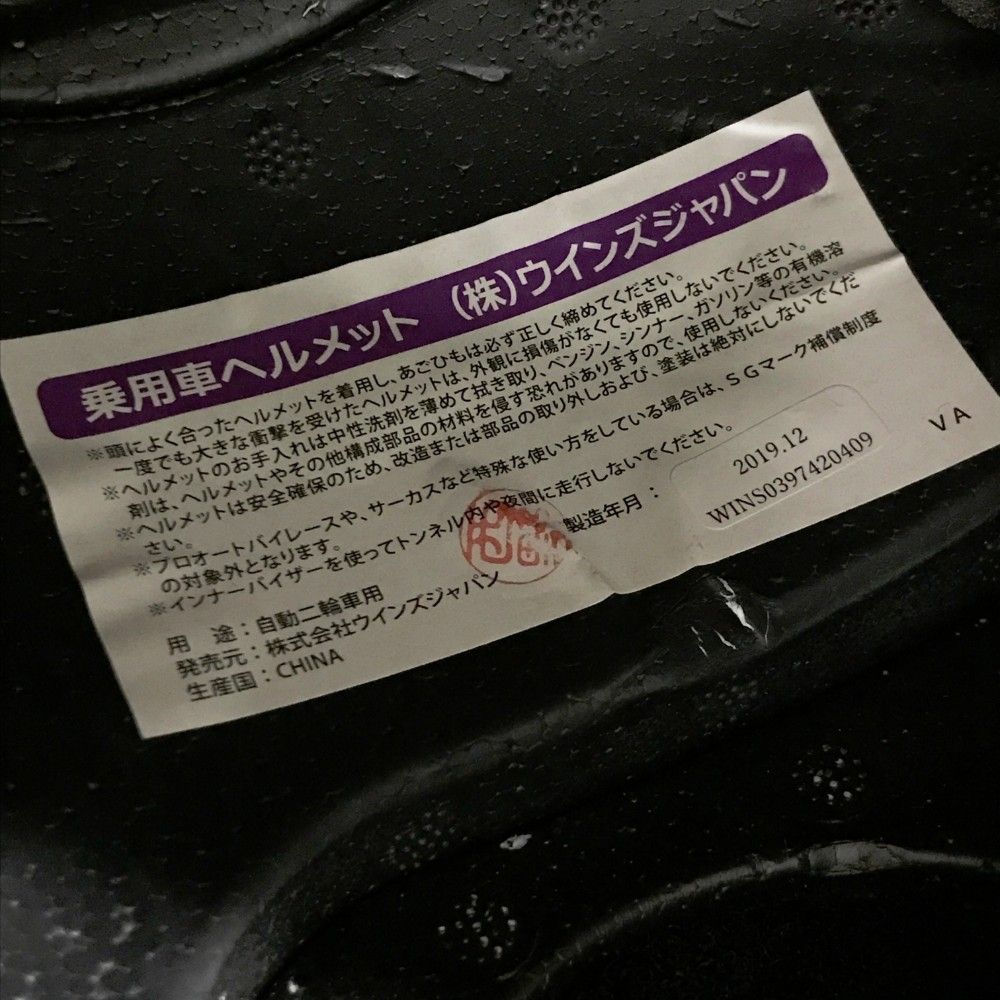 乗用車ヘルメット (株)ウインズジャパン
※頭によく合ったヘルメットを着用し、あごひもは必ず正しく締めてください。
一度でも大きな衝撃を受けたヘルメットは、外観に損傷がなくても使用しないでください。
※ヘルメットのお手入れは中性洗剤を薄めて拭き取り、ベンジン、シンナー、ガソリン等の有機溶
剤は、ヘルメットやその他構成部品の材料を侵す恐れがありますので、使用しないください。
※ヘルメットは安全確保のため、改造または部品の取り外しおよび、塗装は絶対にしないでくだ
さい。
※プロオートバイレースや、サーカスなど特殊な使い方をしている場合は、SGマーク補償制度
の対象外となります。
※インナーバイザーを使ってトンネル内や夜間に走行しないでください。
用 途：自動二輪車用
発売元：株式会社ウインズジャパン
生産国：CHINA
製造年月：
2019.12
WINS0397420409
VA